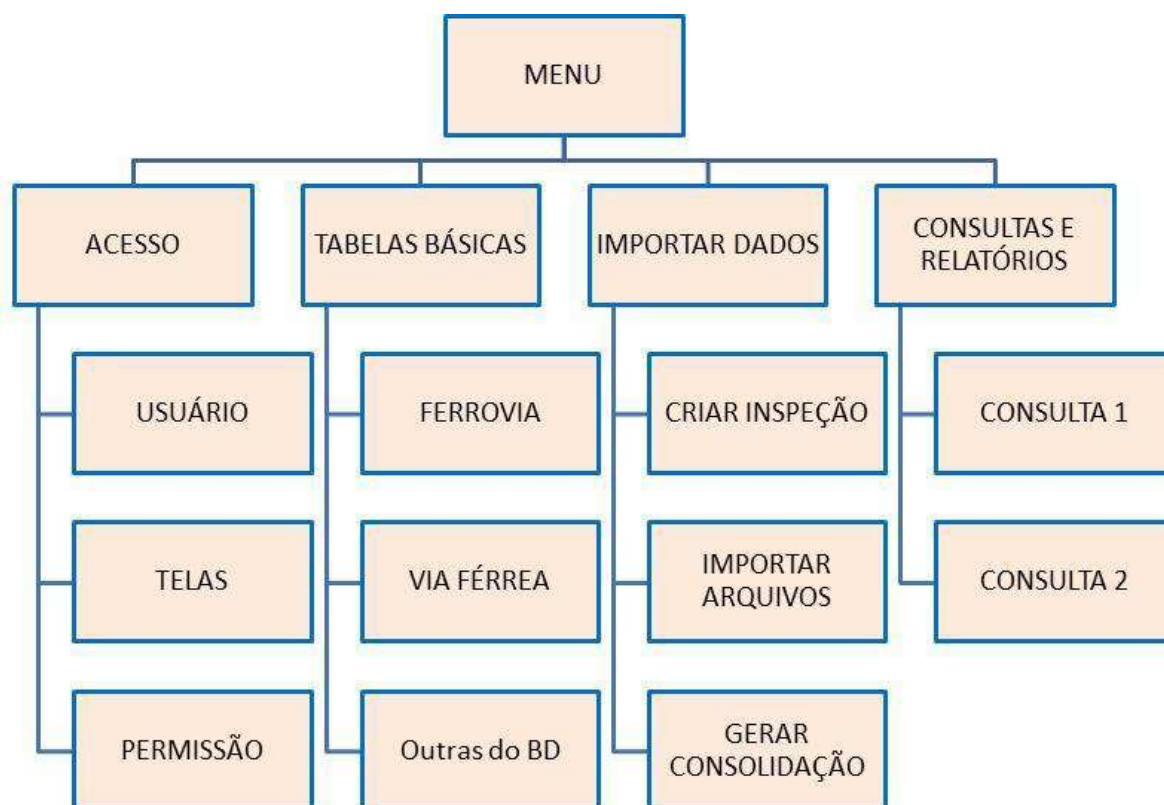 MENU
ACESSO
TABELAS BÁSICAS
IMPORTAR DADOS
CONSULTAS E
RELATÓRIOS
USUÁRIO
FERROVIA
CRIAR INSPEÇÃO
CONSULTA 1
TELAS
VIA FÉRREA
IMPORTAR
ARQUIVOS
CONSULTA 2
PERMISSÃO
Outras do BD
GERAR
CONSOLIDAÇÃO